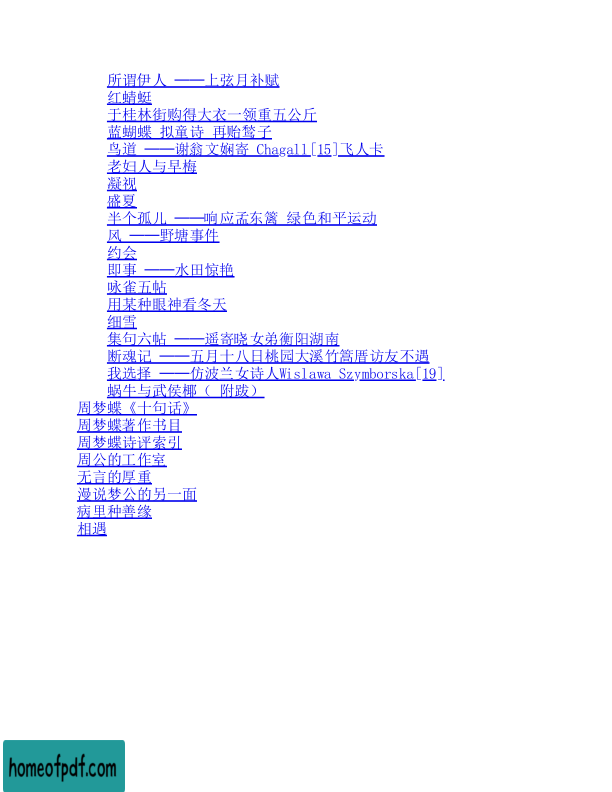 所谓伊人 ——上弦月补赋
红蜻蜓
于桂林街购得大衣一领重五公斤
蓝蝴蝶 拟童诗 再贻鹜子
鸟道 ——谢翁文娴寄 Chagall[15]飞人卡
老妇人与早梅
凝视
盛夏
半个孤儿 ——响应孟东篱 绿色和平运动
风 ——野塘事件
约会
即事 ——水田惊艳
咏雀五帖
用某种眼神看冬天
细雪
集句六帖 ——遥寄晓女弟衡阳湖南
断魂记 ——五月十八日桃园大溪竹篙厝访友不遇
我选择 ——仿波兰女诗人Wislawa Szymborska[19]
蜗牛与武侯椰（ 附跋）
周梦蝶《十句话》
周梦蝶著作书目
周梦蝶诗评索引
周公的工作室
无言的厚重
漫说梦公的另一面
病里种善缘
相遇
homeofpdf.com